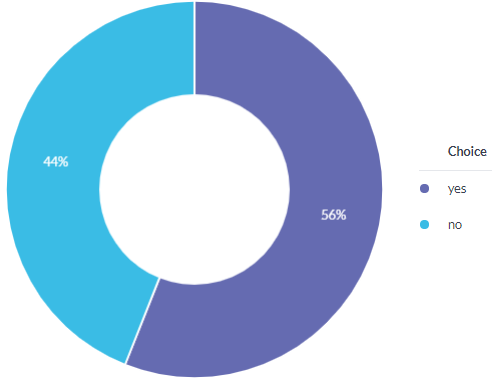 44%
56%
Choice
yes
no